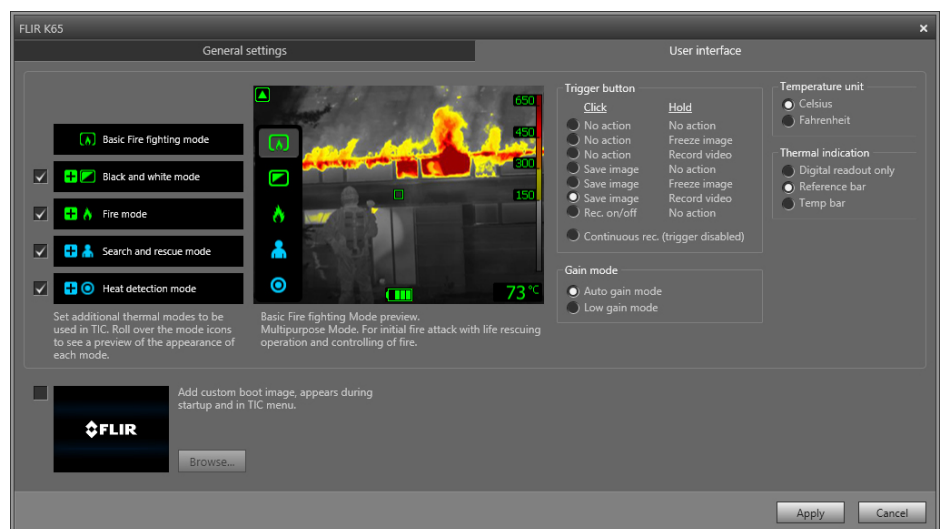 FLIR K65
General settings
User interface
Basic Fire fighting mode
Black and white mode
Fire mode
Search and rescue mode
Heat detection mode
Set additional thermal modes to be
used in TIC. Roll over the mode icons
to see a preview of the appearance of
each mode.
650
450
300
150
73°C
Basic Fire fighting Mode preview.
Multipurpose Mode. For initial fire attack with life rescuing
operation and controlling of fire.
Trigger button
Click Hold
No action No action
No action Freeze image
No action Record video
Save image No action
Save image Freeze image
Save image Record video
Rec. on/off No action
Continuous rec. (trigger disabled)
Gain mode
Auto gain mode
Low gain mode
Temperature unit
Celsius
Fahrenheit
Thermal indication
Digital readout only
Reference bar
Temp bar
FLIR
Add custom boot image, appears during
startup and in TIC menu.
Browse...
Apply
Cancel